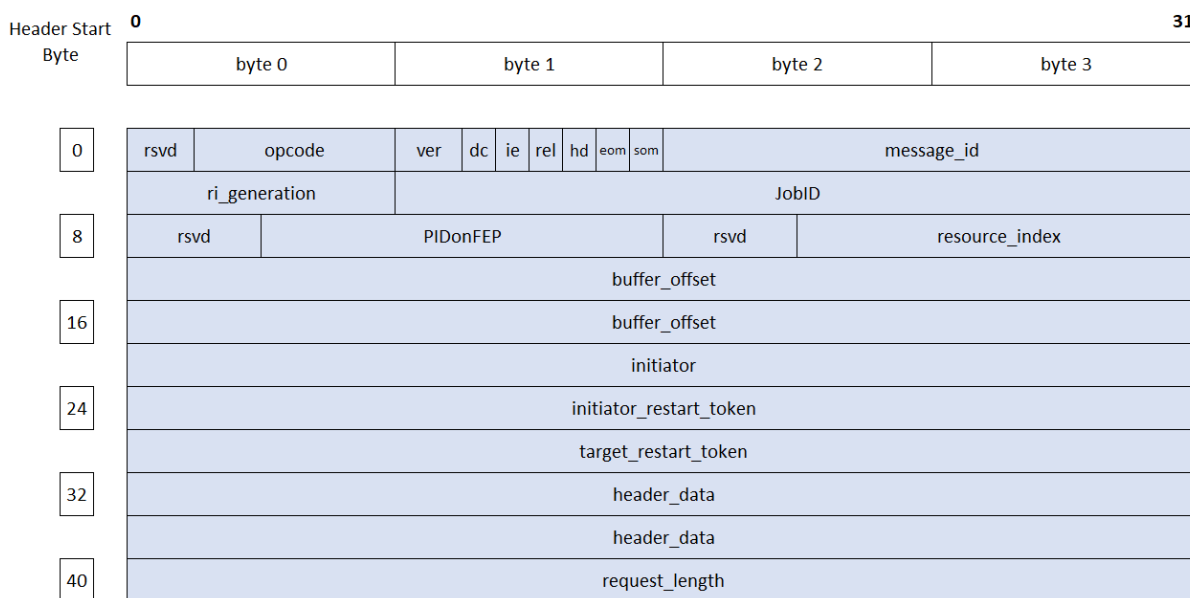 Header Start Byte 0 31
byte 0 byte 1 byte 2 byte 3
0 rsvd opcode ver dc ie rel hd eom som message_id
ri_generation JobID
8 rsvd PIDonFEP rsvd resource_index
buffer_offset
16 buffer_offset
initiator
24 initiator_restart_token
target_restart_token
32 header_data
header_data
40 request_length